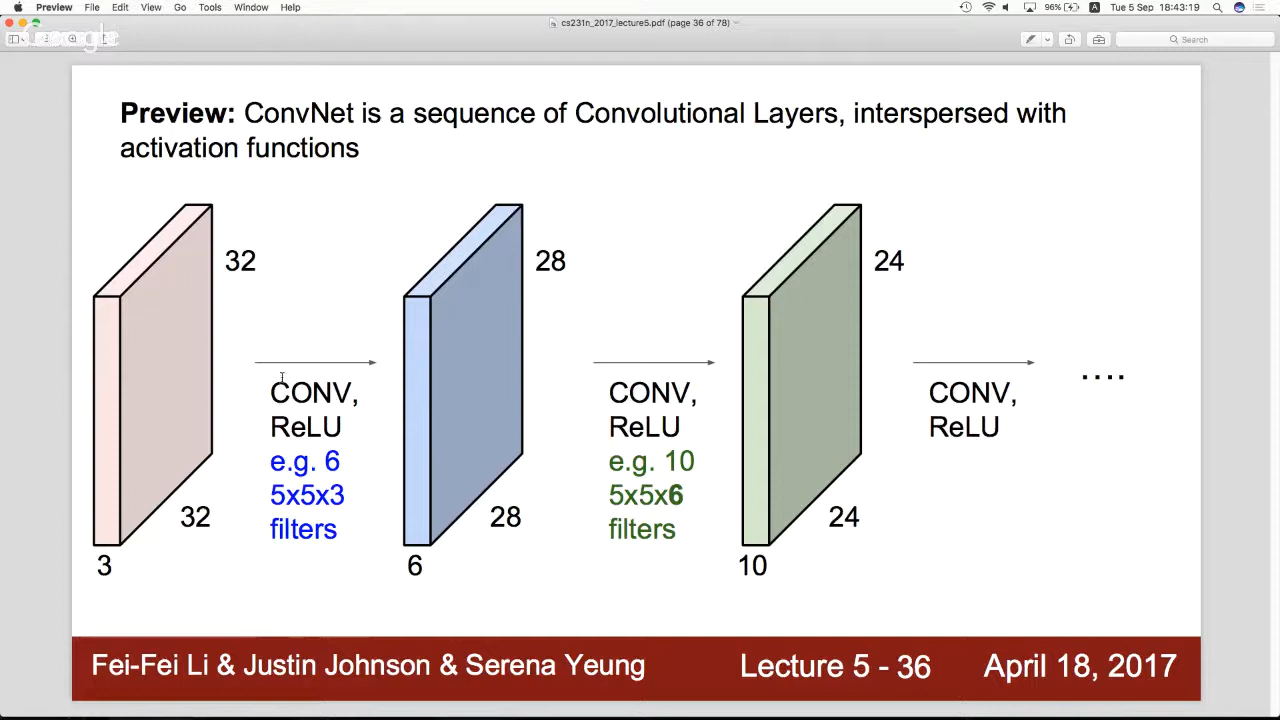 Preview File Edit View Go Tools Window Help
96% Tue 5 Sep 18:43:19
cs231n_2017_lecture5.pdf (page 36 of 78)
Search
Preview: ConvNet is a sequence of Convolutional Layers, interspersed with
activation functions
32
28
24
CONV,
ReLU
e.g. 6
5x5x3
filters
CONV,
ReLU
e.g. 10
5x5x6
filters
CONV,
ReLU
....
32
28
24
3
6
10
Fei-Fei Li & Justin Johnson & Serena Yeung
Lecture 5 - 36
April 18, 2017